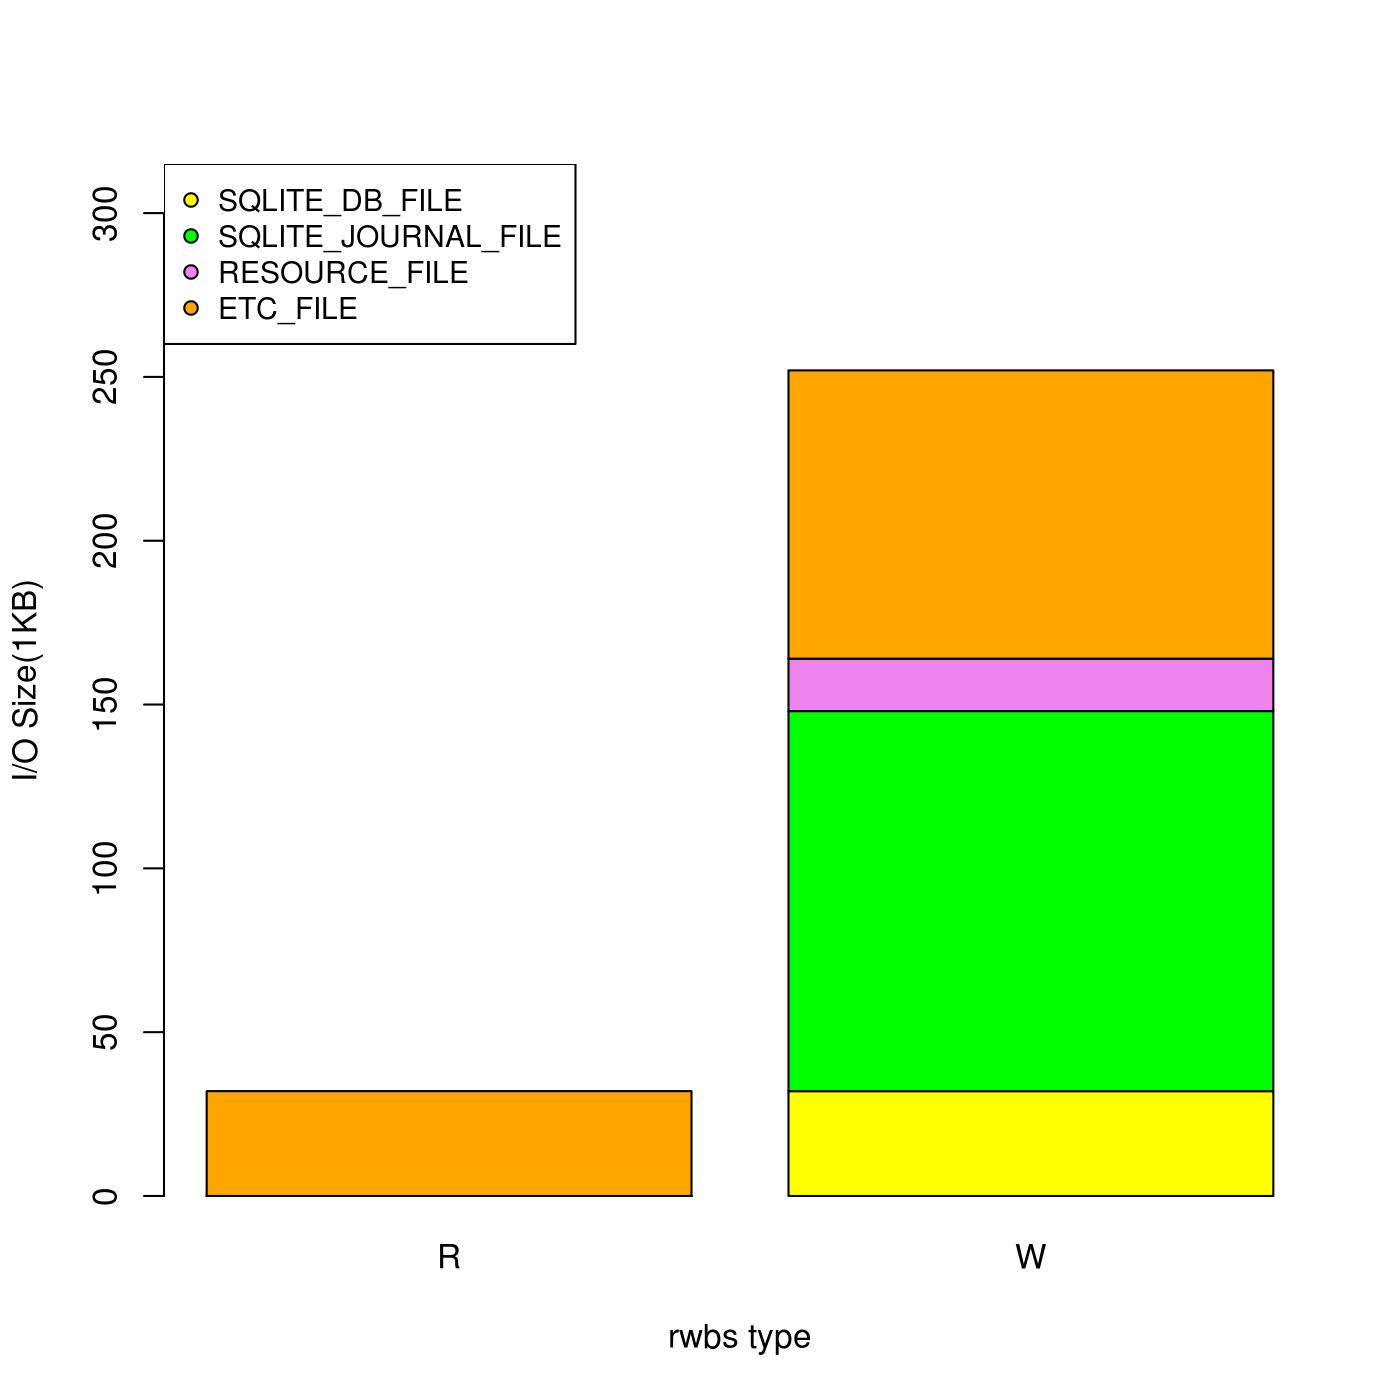 SQLITE_DB_FILE
SQLITE_JOURNAL_FILE
RESOURCE_FILE
ETC_FILE
I/O Size(1KB)
300
250
200
150
100
50
0
R
W
rwbs type